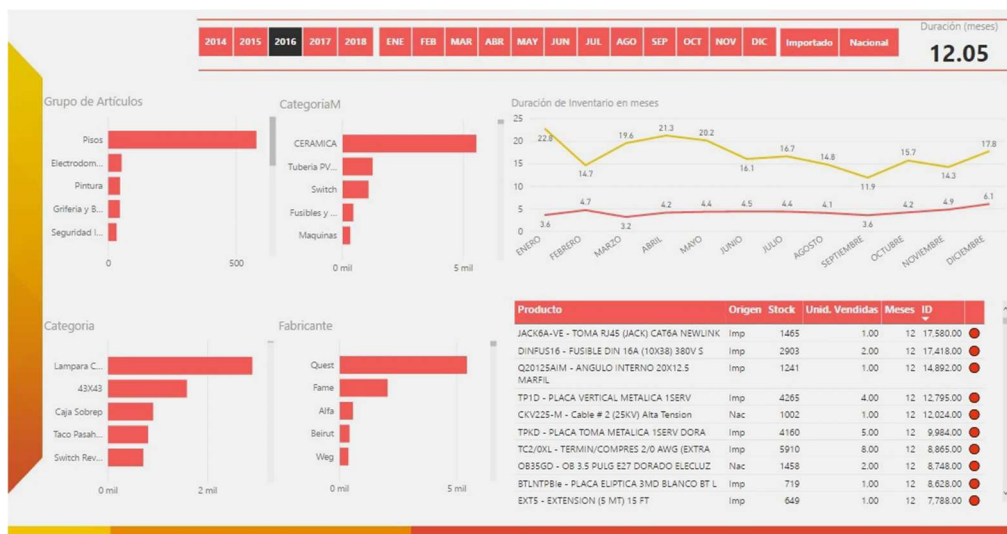 Duración (meses)
2014 2015 2016 2017 2018 ENE FEB MAR ABR MAY JUN JUL AGO SEP OCT NOV DIC Importado Nacional
12.05
Grupo de Artículos
Pisos
Electrodom...
Pintura
Griferia y B...
Seguridad I...
0 500
CategoriaM
CERAMICA
Tuberia PV...
Switch
Fusibles y ...
Maquinas
0 mil 5 mil
Duración de Inventario en meses
25
20
15
10
5
0
22.8 14.7 19.6 21.3 20.2 16.1 16.7 14.8 11.9 15.7 14.3 17.8
3.6 4.7 3.2 4.2 4.4 4.5 4.4 4.1 3.6 4.2 4.9 6.1
ENERO FEBRERO MARZO ABRIL MAYO JUNIO JULIO AGOSTO SEPTIEMBRE OCTUBRE NOVIEMBRE DICIEMBRE
Categoria
Lampara C...
43X43
Caja Sobrep
Taco Pasah...
Switch Rev...
0 mil 2 mil
Fabricante
Quest
Fame
Alfa
Beirut
Weg
0 mil 5 mil
Producto Origen Stock Unid. Vendidas Meses ID
JACK6A-VE - TOMA RJ45 (JACK) CAT6A NEWLINK Imp 1465 1.00 12 17,580.00
DINFUS16 - FUSIBLE DIN 16A (10X38) 380V S Imp 2903 2.00 12 17,418.00
Q20125AIM - ANGULO INTERNO 20X12.5 Imp 1241 1.00 12 14,892.00
MARFIL
TP1D - PLACA VERTICAL METALICA 1SERV Imp 4265 4.00 12 12,795.00
CKV225-M - Cable # 2 (25KV) Alta Tension Nac 1002 1.00 12 12,024.00
TPKD - PLACA TOMA METALICA 1SERV DORA Imp 4160 5.00 12 9,984.00
TC2/0XL - TERMIN/COMPRES 2/0 AWG (EXTRA Imp 5910 8.00 12 8,865.00
OB35GD - OB 3.5 PULG E27 DORADO ELECLUZ Nac 1458 2.00 12 8,748.00
BTLNTPBle - PLACA ELIPTICA 3MD BLANCO BT L Imp 719 1.00 12 8,628.00
EXT5 - EXTENSION (5 MT) 15 FT Imp 649 1.00 12 7,788.00